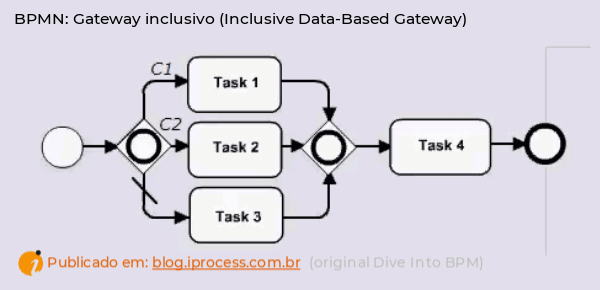 BPMN: Gateway inclusivo (Inclusive Data-Based Gateway)
C1
Task 1
C2
Task 2
Task 4
Task 3
Publicado em: blog.iprocess.com.br (original Dive Into BPM)